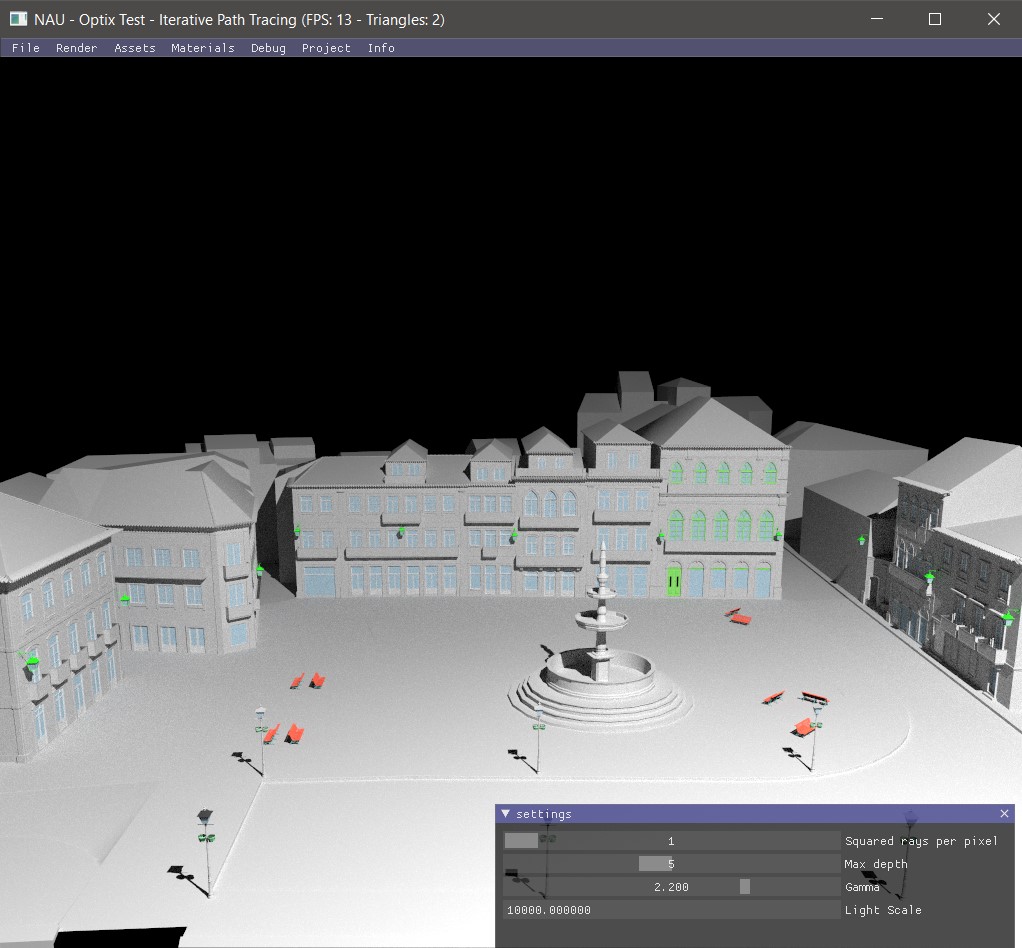 NAU - Optix Test - Iterative Path Tracing (FPS: 13 - Triangles: 2)
File Render Assets Materials Debug Project Info
settings
1 Squared rays per pixel
5 Max depth
2.200 Gamma
10000.000000 Light Scale